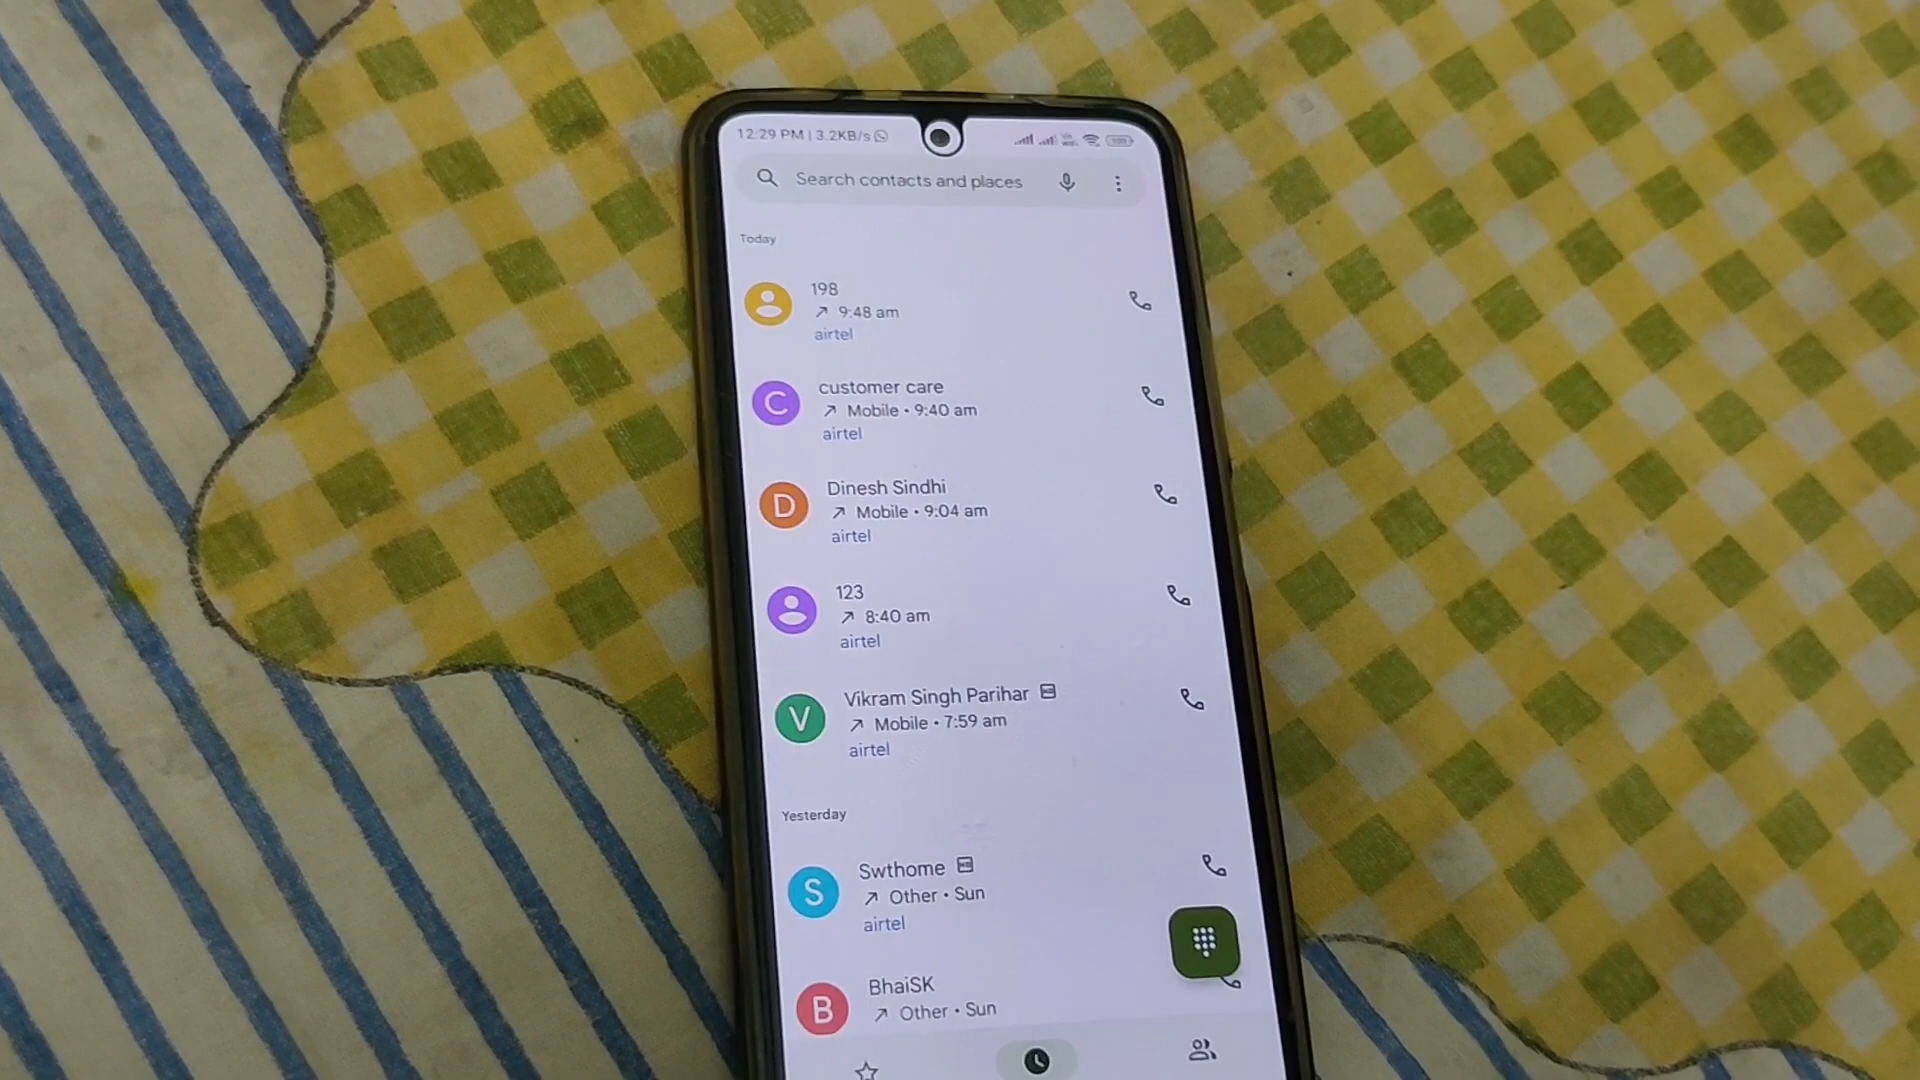 12:29 PM | 3.2KB/s
Search contacts and places
Today
198
9:48 am
airtel
C
customer care
Mobile • 9:40 am
airtel
D
Dinesh Sindhi
Mobile • 9:04 am
airtel
123
8:40 am
airtel
V
Vikram Singh Parihar
Mobile • 7:59 am
airtel
Yesterday
S
Swthome
Other • Sun
airtel
B
BhaiSK
Other • Sun